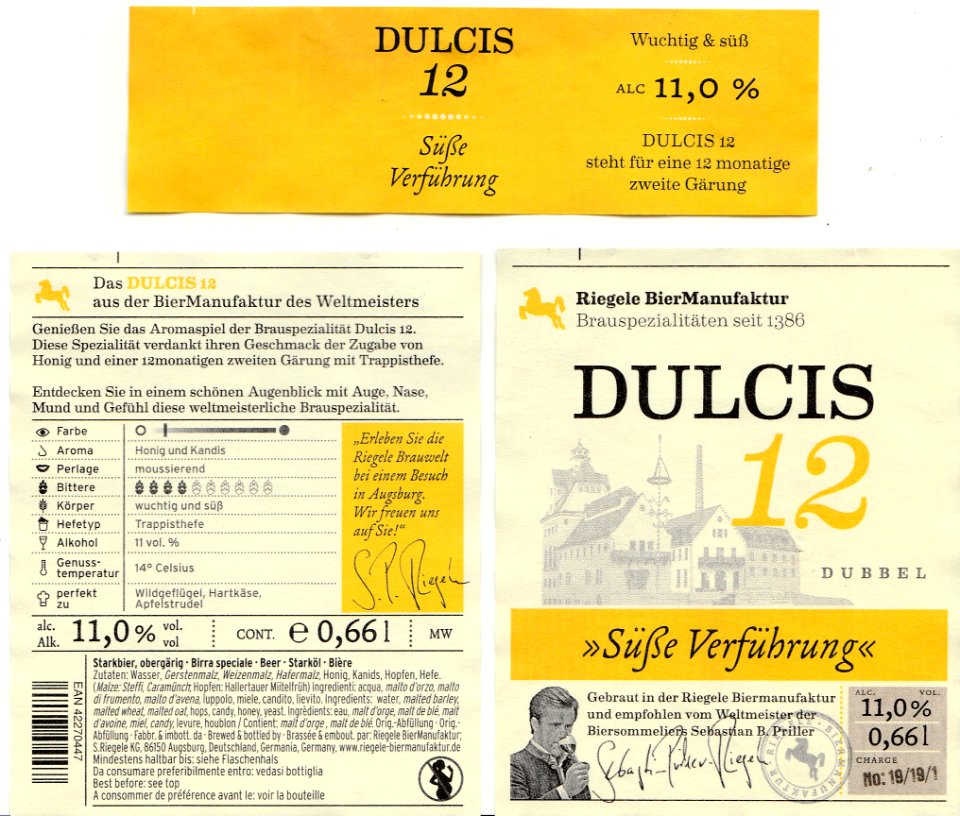 DULCIS
12
Süße
Verführung
Wuchtig & süß
ALC 11,0 %
DULCIS 12
steht für eine 12 monatige
zweite Gärung
Das DULCIS 12
aus der BierManufaktur des Weltmeisters
Genießen Sie das Aromaspiel der Brauspezialität Dulcis 12.
Diese Spezialität verdankt ihren Geschmack der Zugabe von
Honig und einer 12monatigen zweiten Gärung mit Trappisthefe.
Entdecken Sie in einem schönen Augenblick mit Auge, Nase,
Mund und Gefühl diese weltmeisterliche Brauspezialität.
Farbe
Aroma Honig und Kandis
Perlage moussierend
Bittere
Körper wuchtig und süß
Hefetyp Trappisthefe
Alkohol 11 vol. %
Genuss-
temperatur 14° Celsius
perfekt
zu Wildgeflügel, Hartkäse,
Apfelstrudel
„Erleben Sie die
Riegele Brauwelt
bei einem Besuch
in Augsburg.
Wir freuen uns
auf Sie!“
S. P. Riegele
alc.
Alk. 11,0 % vol.
vol CONT. e 0,66 l MW
Starkbier, obergärig · Birra speciale · Beer · Starköl · Bière
Zutaten: Wasser, Gerstenmalz, Weizenmalz, Hafermalz, Honig, Kanids, Hopfen, Hefe.
(Malze: Steffi, Caramünch; Hopfen: Hallertauer Mittelfrüh) Ingredienti: acqua, malto d'orzo, malto
di frumento, malto d'avena, luppolo, miele, candito, lievito. Ingredients: water, malted barley,
malted wheat, malted oat, hops, candy, honey, yeast. Ingrédients: eau, malt d'orge, malt de blé, malt
d'avoine, miel, candy, levure, houblon / Content: malt d'orge, malt de blé. Orig.-Abfüllung · Orig.-
Abfüllung · Fabbr. & imbott. da · Brewed & bottled by · Brassée & embout. par: Riegele BierManufaktur;
S.Riegele KG, 86150 Augsburg, Deutschland, Germania, Germany, www.riegele-biermanufaktur.de
Mindestens haltbar bis: siehe Flaschenhals
Da consumare preferibilmente entro: vedasi bottiglia
Best before: see top
A consommer de préférence avant le: voir la bouteille
EAN 42270447
Riegele BierManufaktur
Brauspezialitäten seit 1386
DULCIS
12
DUBBEL
»Süße Verführung«
Gebraut in der Riegele Biermanufaktur
und empfohlen vom Weltmeister der
Biersommeliers Sebastian B. Priller
Sebastian Priller-Riegele
RIEGELE BIERMANUFAKTUR
ALC. VOL.
11,0 %
0,66 l
CHARGE
No: 19/19/1